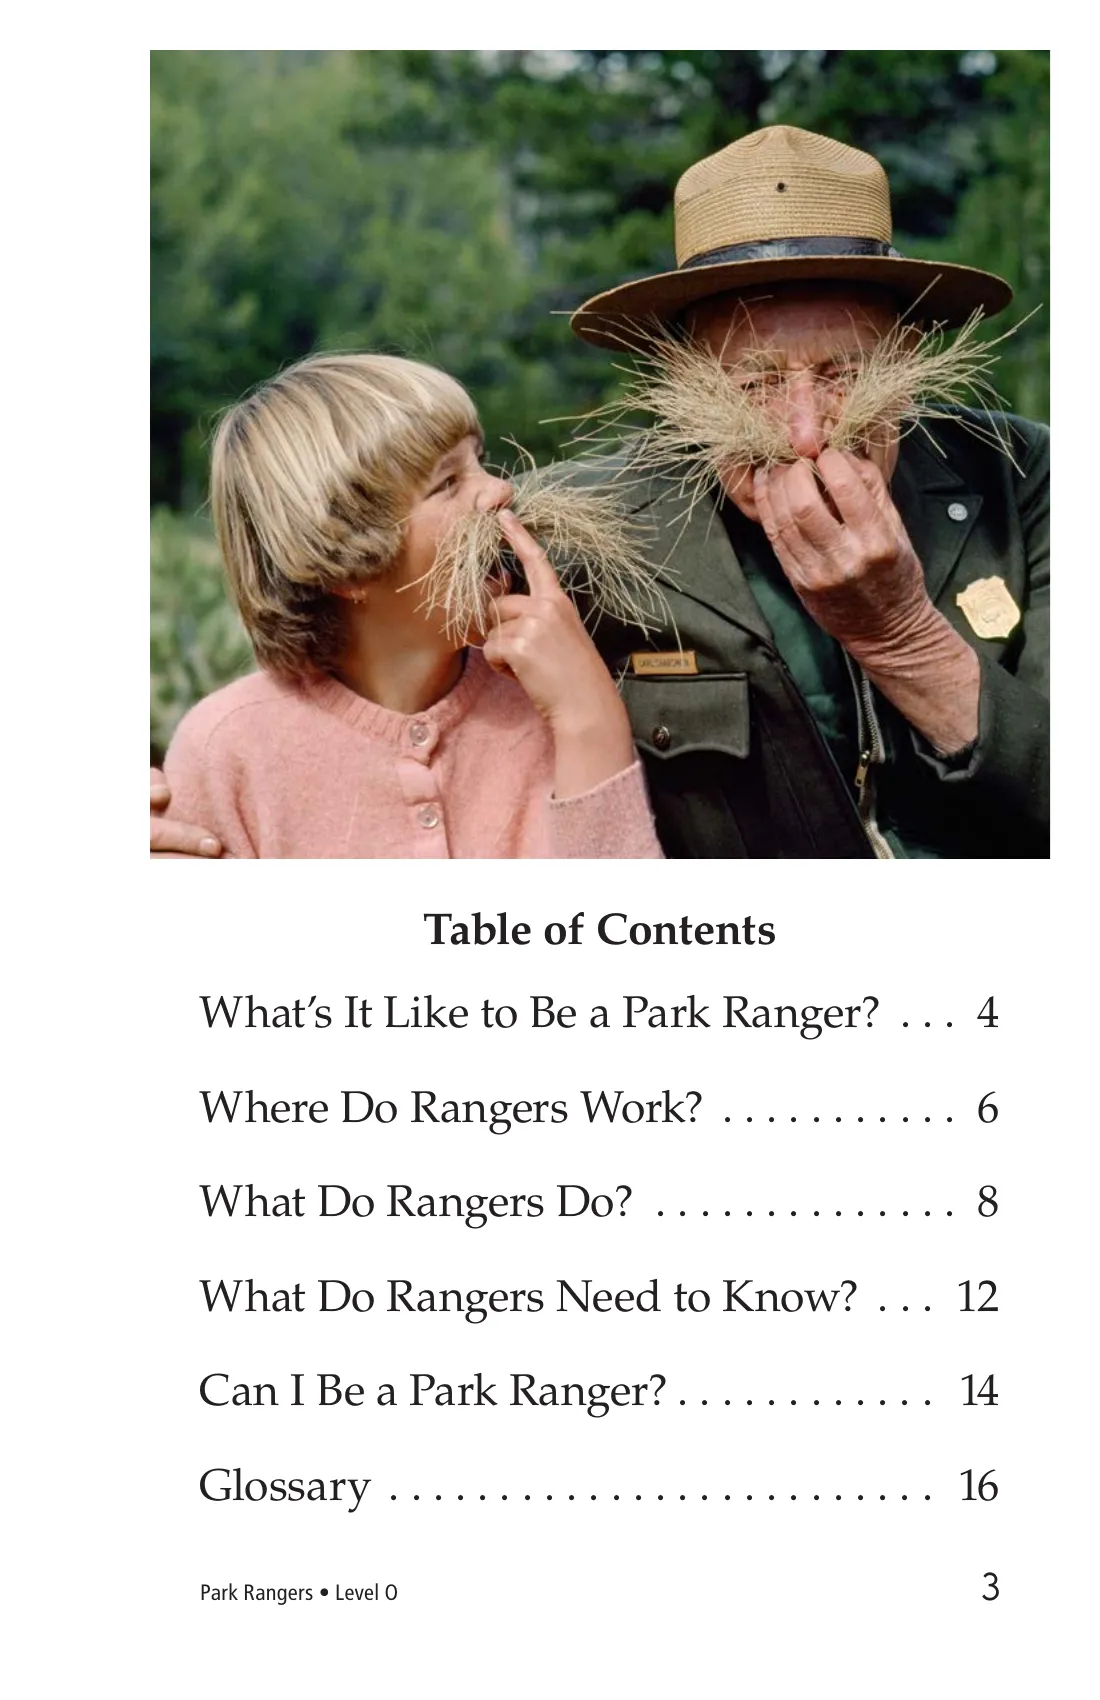 Table of Contents
What's It Like to Be a Park Ranger? . . . 4
Where Do Rangers Work? . . . . . . . . . . . 6
What Do Rangers Do? . . . . . . . . . . . . . . 8
What Do Rangers Need to Know? . . . 12
Can I Be a Park Ranger? . . . . . . . . . . . . 14
Glossary . . . . . . . . . . . . . . . . . . . . . . . . . 16
Park Rangers • Level O 3